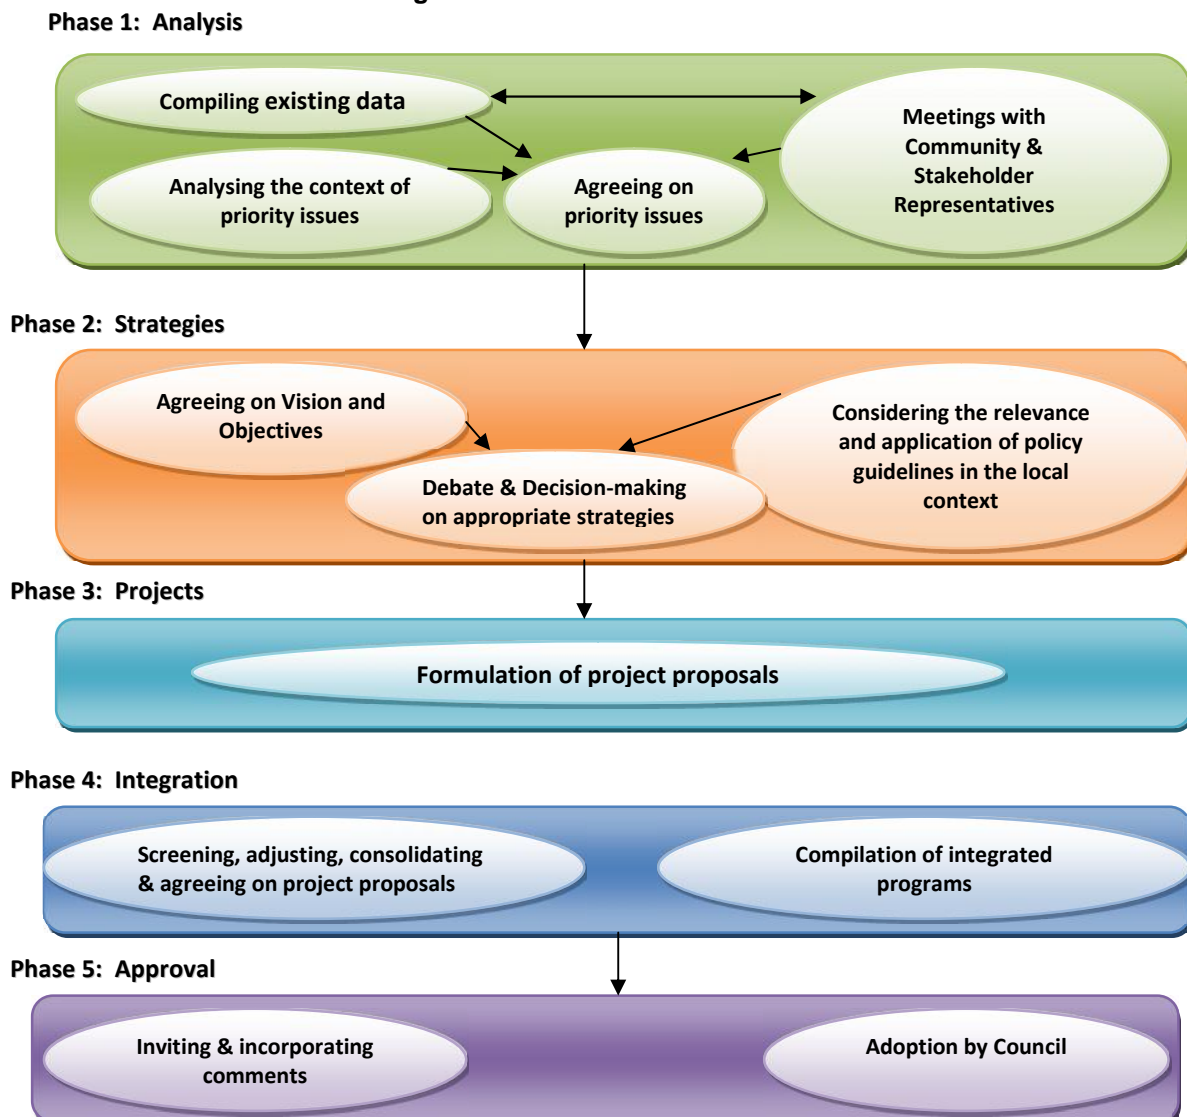 Phase 1:  Analysis
Compiling existing data
Meetings with
Community &
Stakeholder
Representatives
Analysing the context of
priority issues
Agreeing on
priority issues
Phase 2:  Strategies
Agreeing on Vision and
Objectives
Considering the relevance
and application of policy
guidelines in the local
context
Debate & Decision-making
on appropriate strategies
Phase 3:  Projects
Formulation of project proposals
Phase 4:  Integration
Screening, adjusting, consolidating
& agreeing on project proposals
Compilation of integrated
programs
Phase 5:  Approval
Inviting & incorporating
comments
Adoption by Council